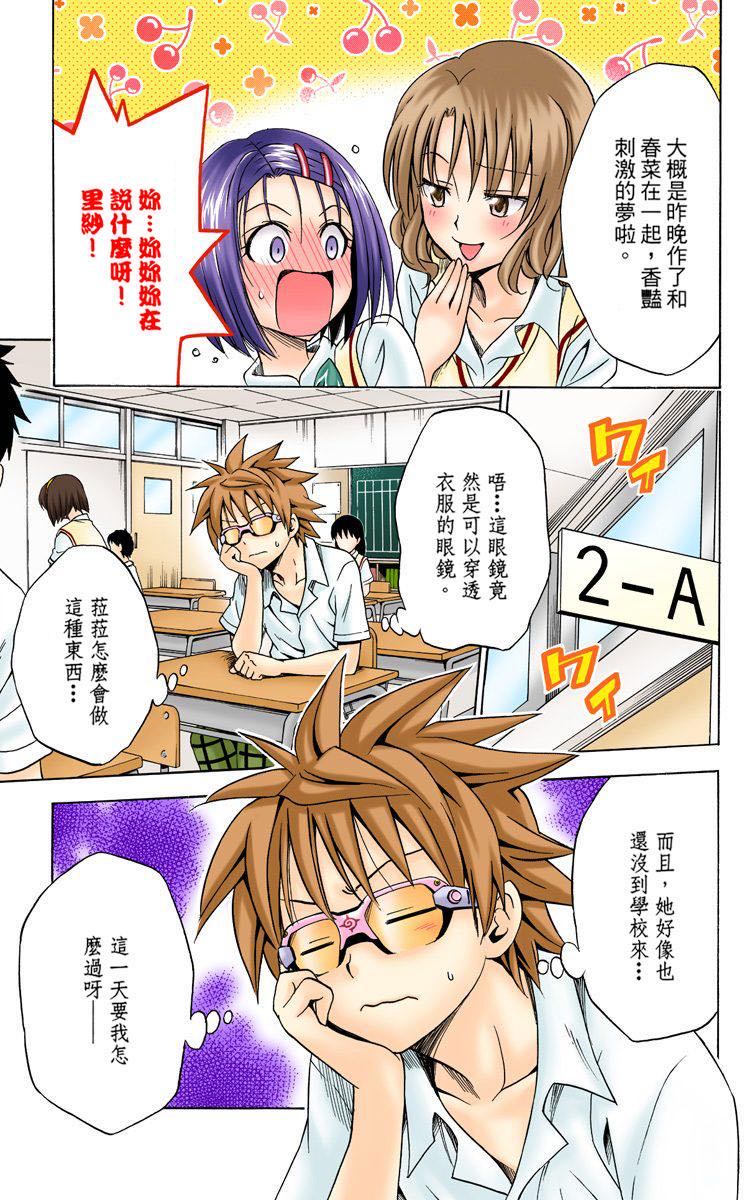 大概是昨晚作了和
春菜在一起，香豔
刺激的夢啦。
妳…妳妳妳在
說什麼呀！
里紗！
ワイ
2-A
ワイ
唔…這眼鏡竟
然是可以穿透
衣服的眼鏡。
菈菈怎麼會做
這種東西…
而且，她好像也
還沒到學校來…
這一天要我怎
麼過呀——